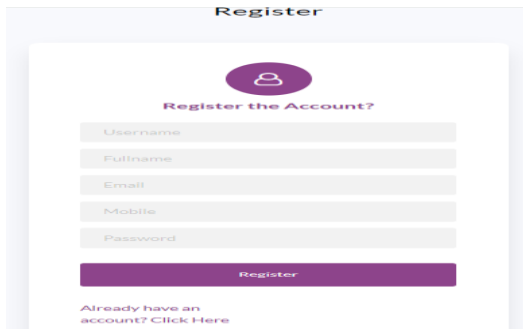 Register
Register the Account?
Username
Fullname
Email
Mobile
Password
Register
Already have an
account? Click Here